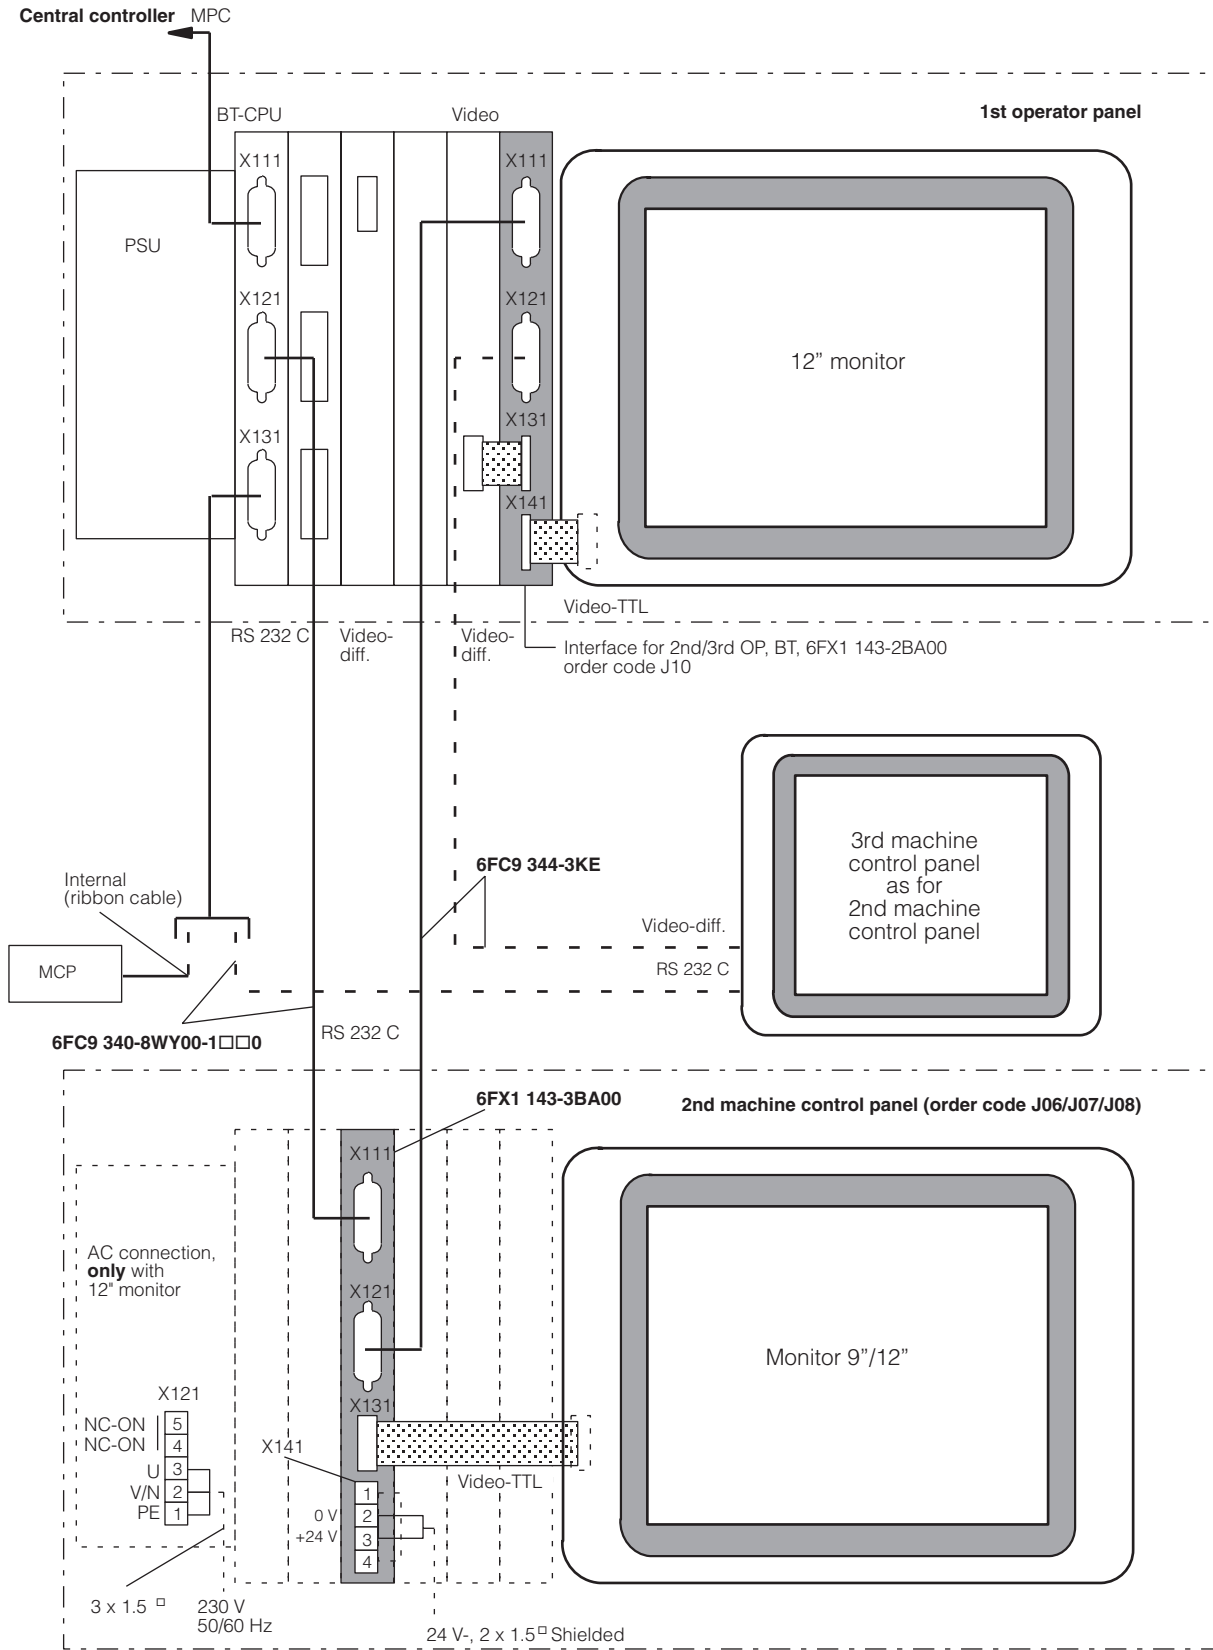 Central controller MPC
BT-CPU
Video
1st operator panel
X111
X111
PSU
X121
X121
12” monitor
X131
X131
X141
Video-TTL
RS 232 C
Video-
diff.
Video-
diff.
Interface for 2nd/3rd OP, BT, 6FX1 143-2BA00
order code J10
3rd machine
control panel
as for
2nd machine
control panel
6FC9 344-3KE
Internal
(ribbon cable)
Video-diff.
MCP
RS 232 C
RS 232 C
6FC9 340-8WY00-1□□0
6FX1 143-3BA00
2nd machine control panel (order code J06/J07/J08)
X111
AC connection,
only with
12" monitor
X121
Monitor 9”/12”
X121
X131
NC-ON 5
NC-ON 4
U 3
V/N 2
PE 1
X141
Video-TTL
1
0 V 2
+24 V 3
4
3 x 1.5 □
230 V
50/60 Hz
24 V-, 2 x 1.5 □ Shielded